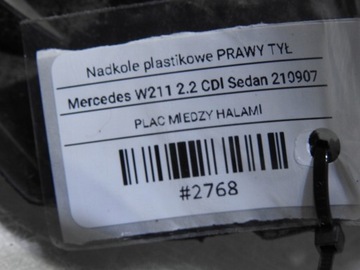 Nadkole plastikowe PRAWY TYŁ
Mercedes W211 2.2 CDI Sedan 210907
PLAC MIEDZY HALAMI
#2768